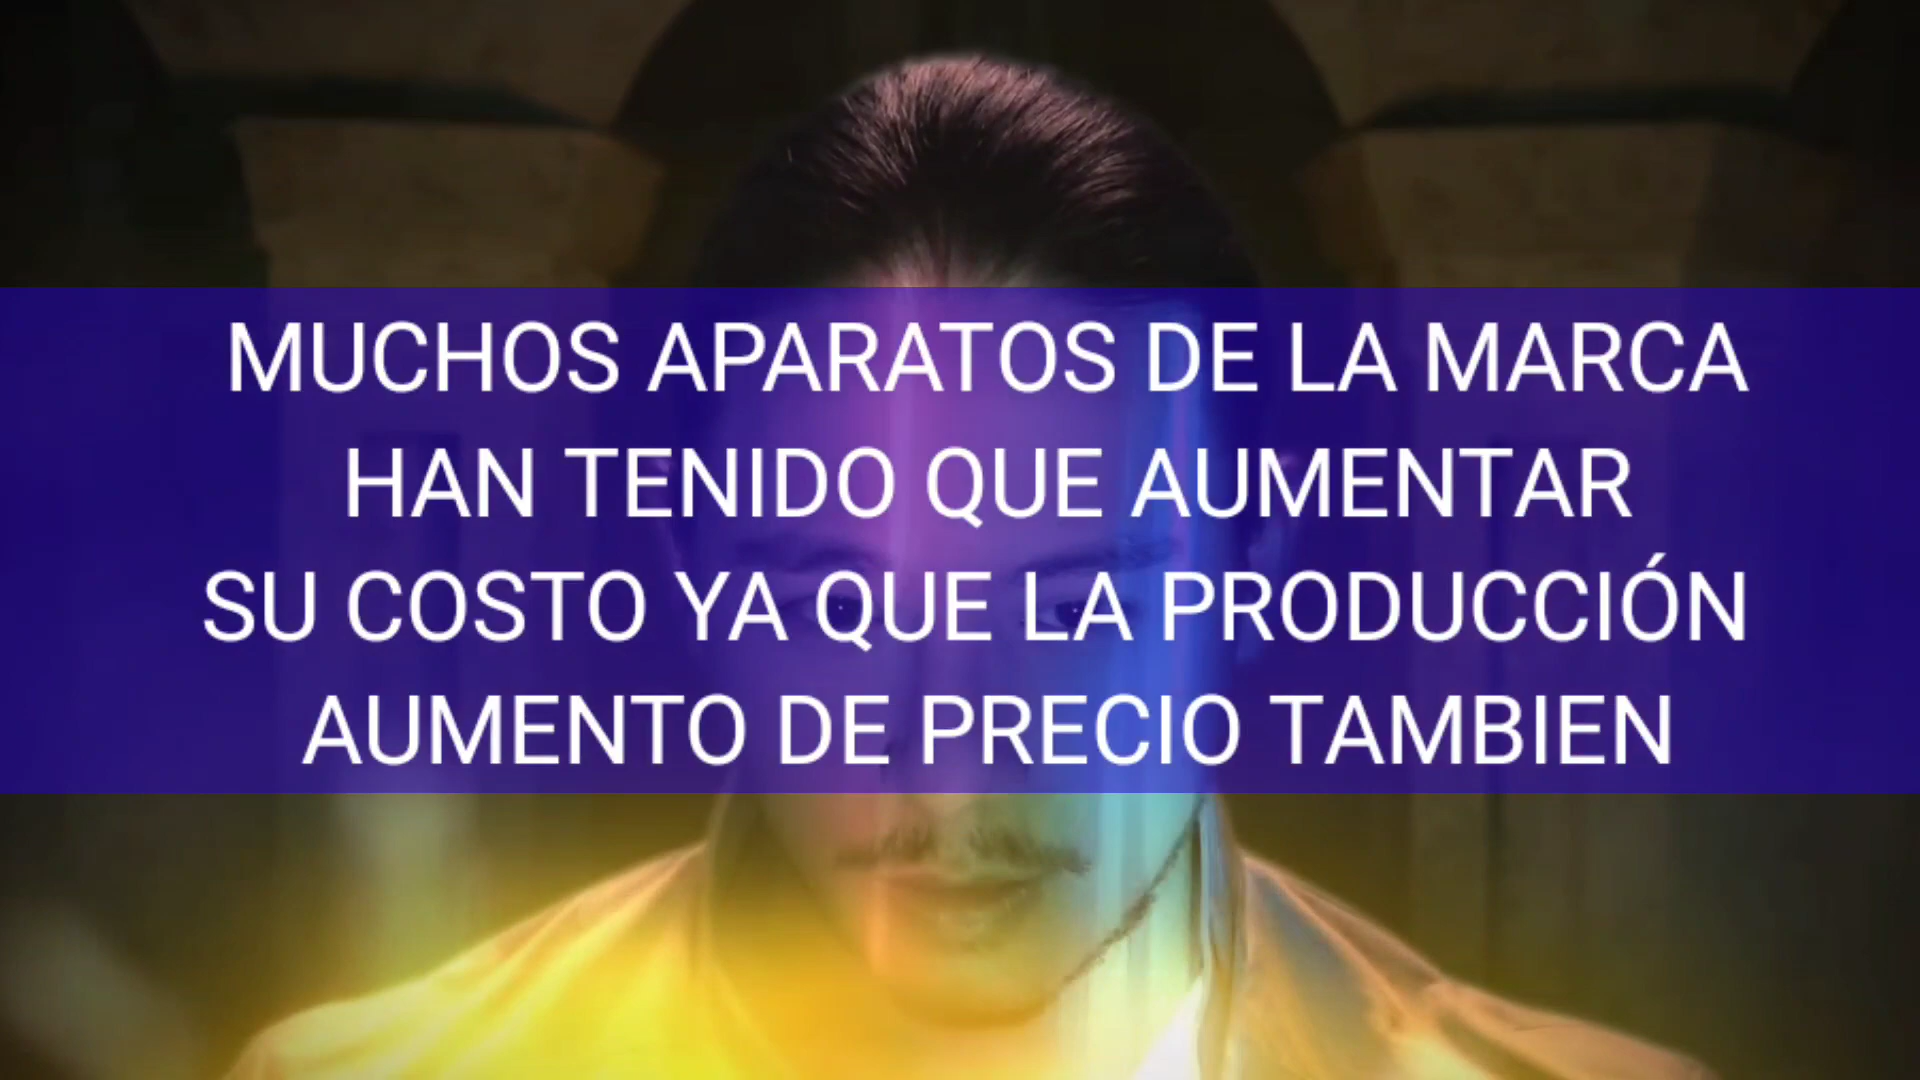 MUCHOS APARATOS DE LA MARCA
HAN TENIDO QUE AUMENTAR
SU COSTO YA QUE LA PRODUCCIÓN
AUMENTO DE PRECIO TAMBIEN